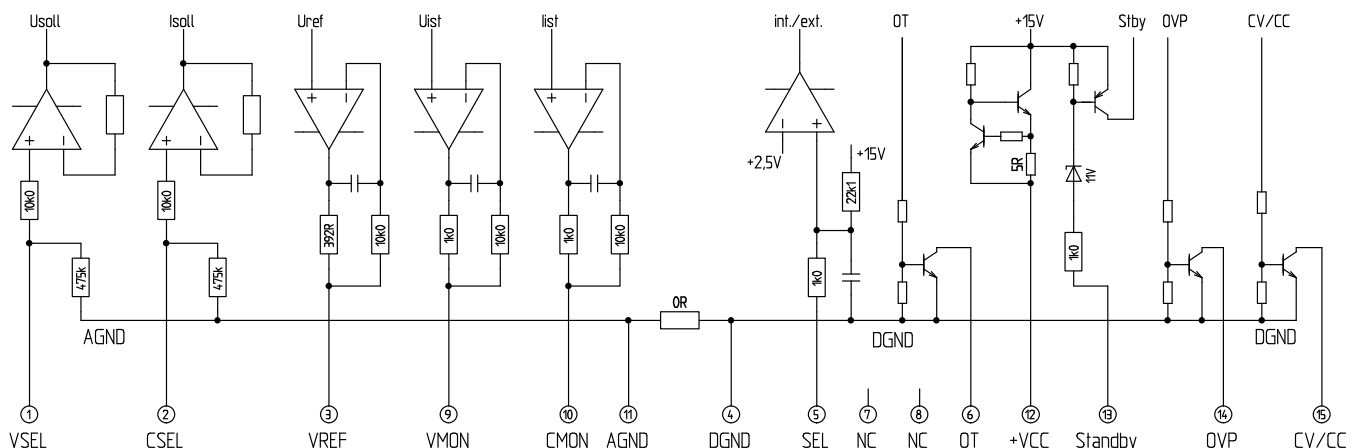 Usoll Isoll Uref Uist Iist int./ext. OT +15V Stby OVP CV/CC
+ − + − + − + − + − − +
+2,5V +15V
10k0 10k0 5R 11V
22k1
392R 10k0 1k0 10k0 1k0 10k0
475k 475k 1k0 1k0
0R
AGND DGND DGND
1 2 3 9 10 11 4 5 7 8 6 12 13 14 15
VSEL CSEL VREF VMON CMON AGND DGND SEL NC NC OT +VCC Standby OVP CV/CC